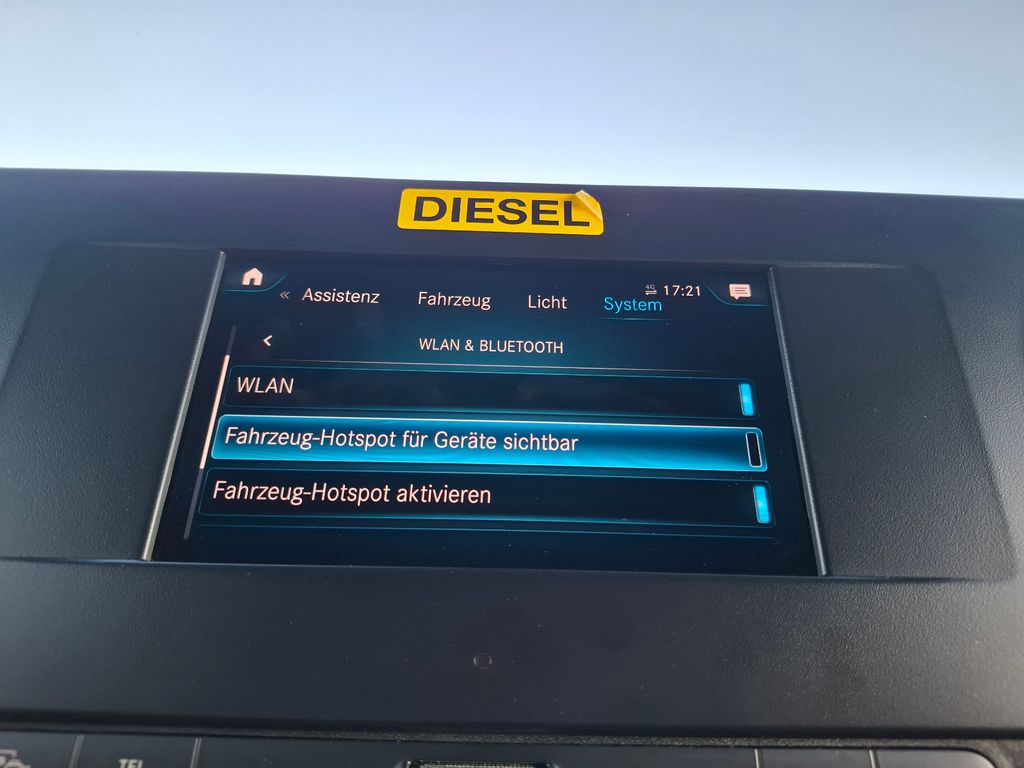 DIESEL
« Assistenz Fahrzeug Licht System 4G 17:21
< WLAN & BLUETOOTH
WLAN
Fahrzeug-Hotspot für Geräte sichtbar
Fahrzeug-Hotspot aktivieren
TEL